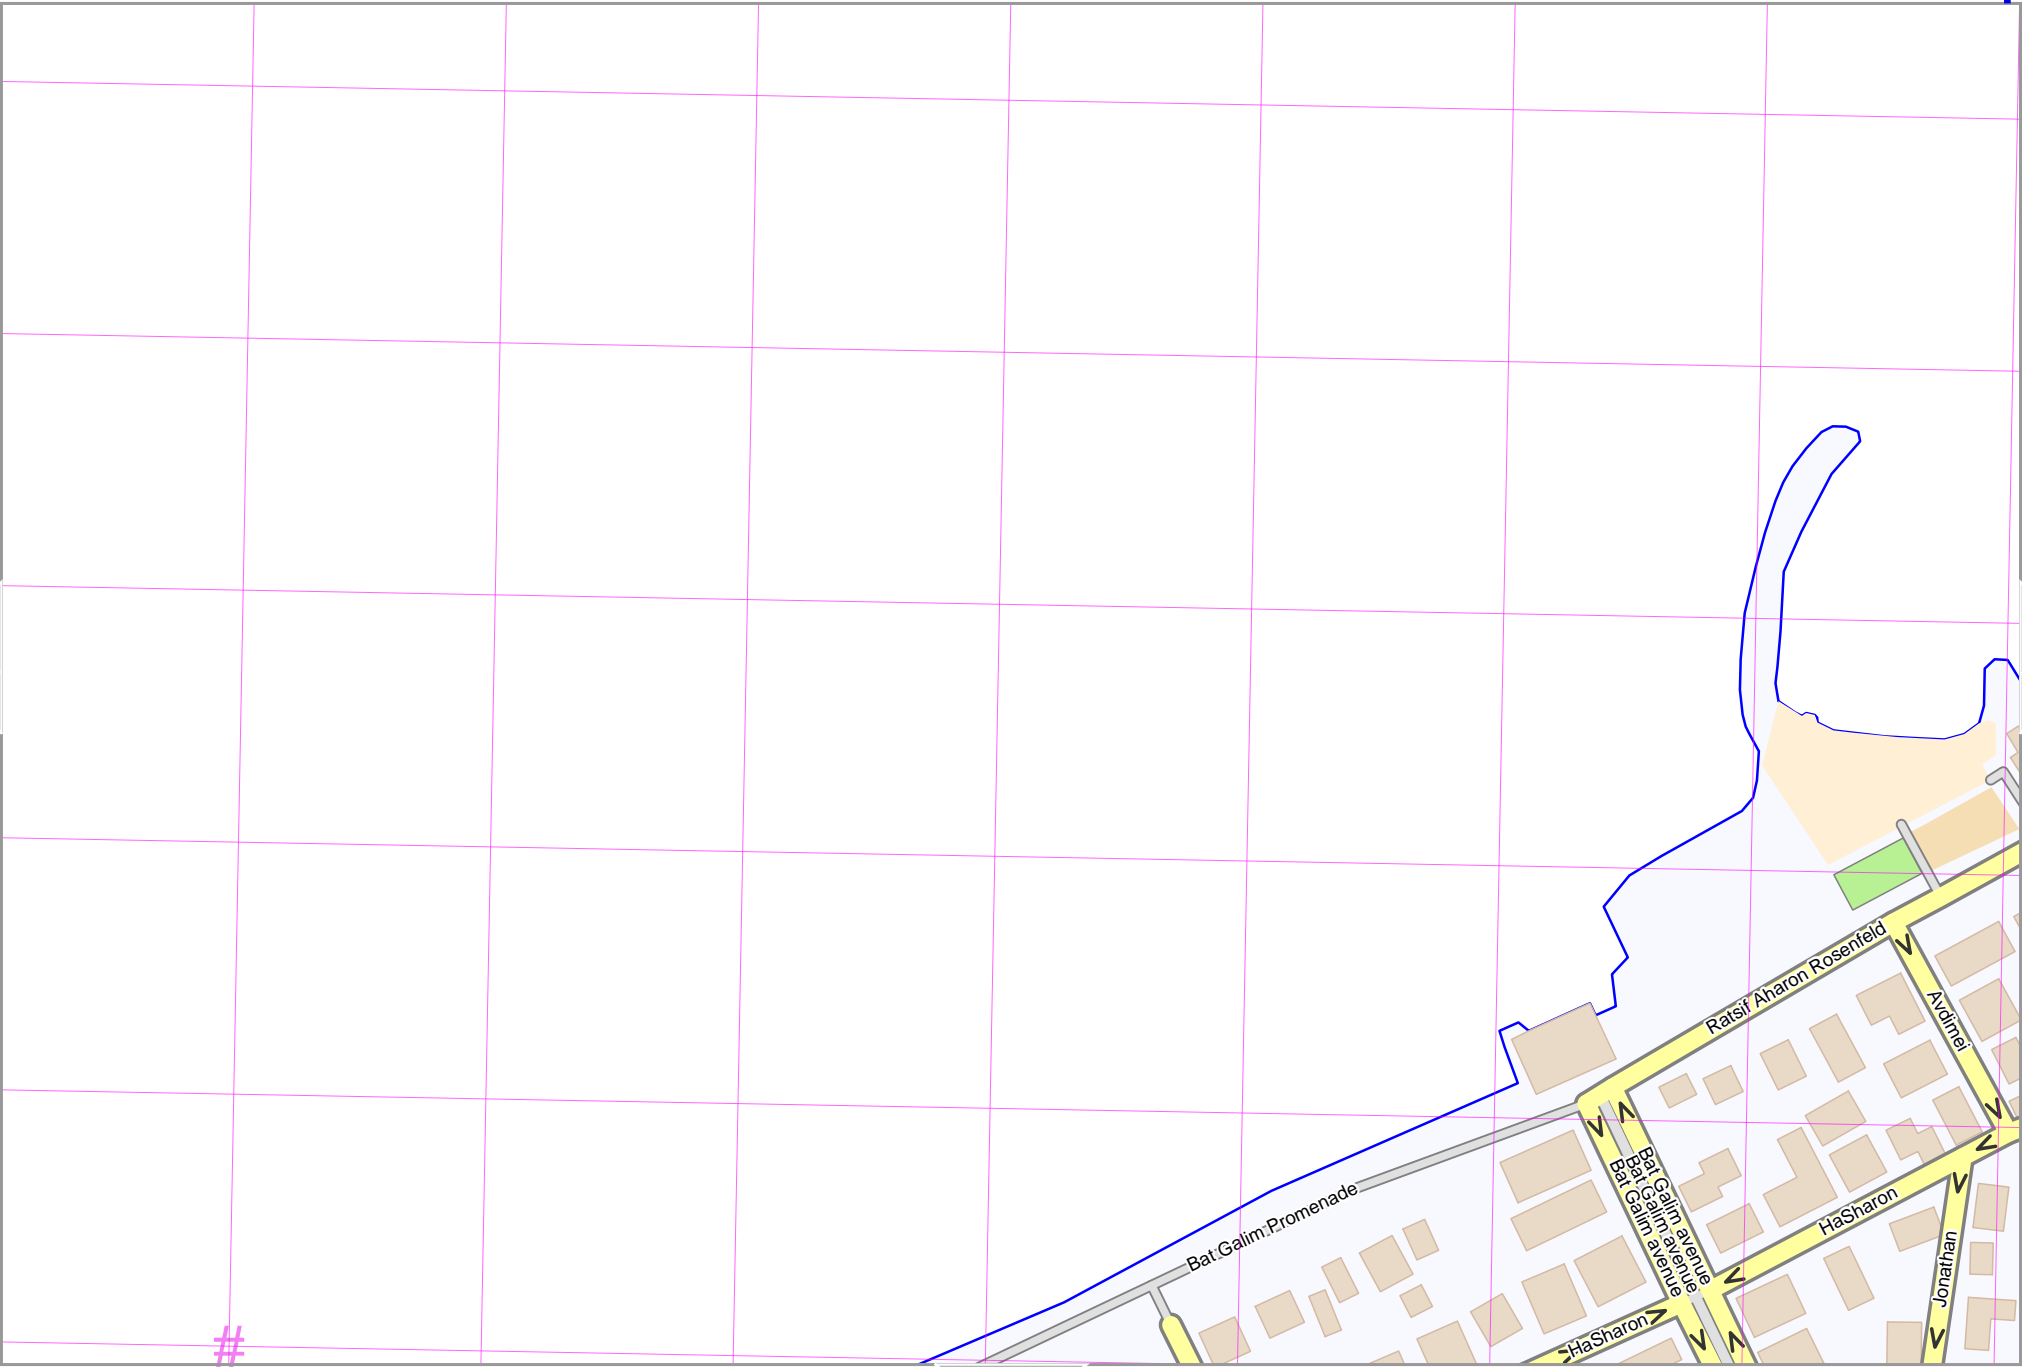 Ratsif Aharon Rosenfeld
Avdimei
Bat Galim Promenade
Bat Galim avenue
Bat Galim avenue
Bat Galim avenue
HaSharon
Jonathan
HaSharon
#